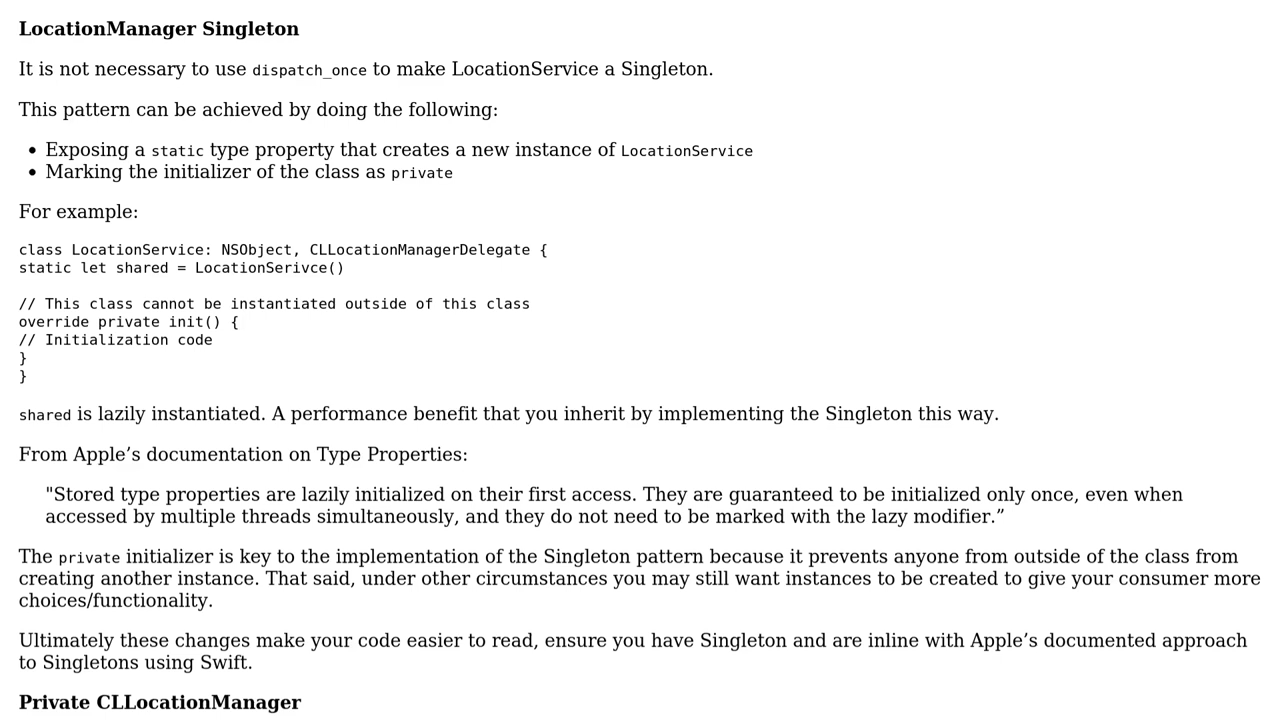 LocationManager Singleton
It is not necessary to use dispatch_once to make LocationService a Singleton.
This pattern can be achieved by doing the following:
• Exposing a static type property that creates a new instance of LocationService
• Marking the initializer of the class as private
For example:
class LocationService: NSObject, CLLocationManagerDelegate {
static let shared = LocationSerivce()
// This class cannot be instantiated outside of this class
override private init() {
// Initialization code
}
}
shared is lazily instantiated. A performance benefit that you inherit by implementing the Singleton this way.
From Apple’s documentation on Type Properties:
"Stored type properties are lazily initialized on their first access. They are guaranteed to be initialized only once, even when
accessed by multiple threads simultaneously, and they do not need to be marked with the lazy modifier.”
The private initializer is key to the implementation of the Singleton pattern because it prevents anyone from outside of the class from
creating another instance. That said, under other circumstances you may still want instances to be created to give your consumer more
choices/functionality.
Ultimately these changes make your code easier to read, ensure you have Singleton and are inline with Apple’s documented approach
to Singletons using Swift.
Private CLLocationManager